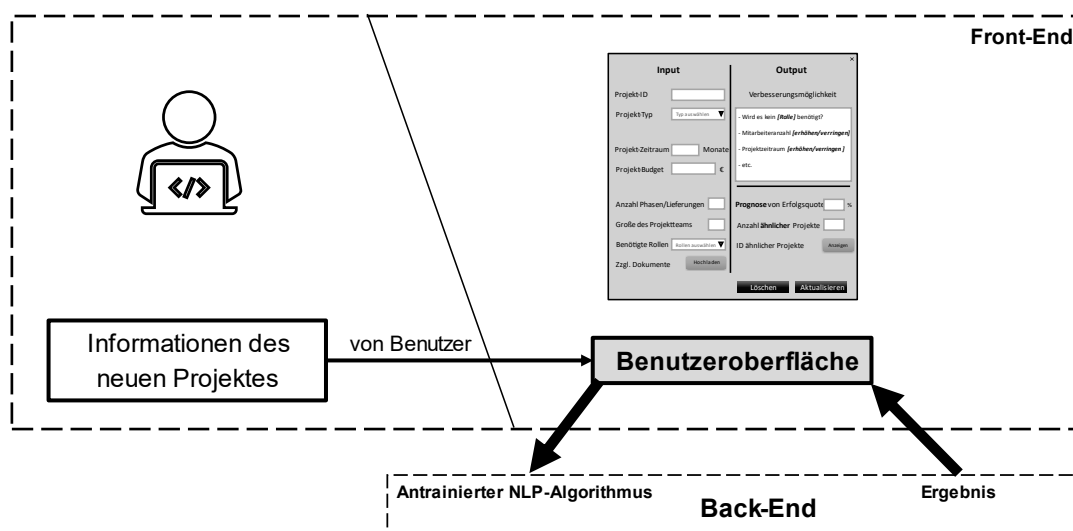 Front-End
</>
×
Input
Projekt-ID
Projekt-Typ Typ auswählen
Projekt-Zeitraum Monate
Projekt-Budget €
Anzahl Phasen/Lieferungen
Große des Projektteams
Benötigte Rollen Rollen auswählen
Zzgl. Dokumente Hochladen
Output
Verbesserungsmöglichkeit
- Wird es kein [Rolle] benötigt?
- Mitarbeiteranzahl [erhöhen/verringen]
- Projektzeitraum [erhöhen/verringen ]
- etc.
Prognose von Erfolgsquote %
Anzahl ähnlicher Projekte
ID ähnlicher Projekte Anzeigen
Löschen Aktualisieren
Informationen des
neuen Projektes
von Benutzer
Benutzeroberfläche
Antrainierter NLP-Algorithmus
Back-End
Ergebnis